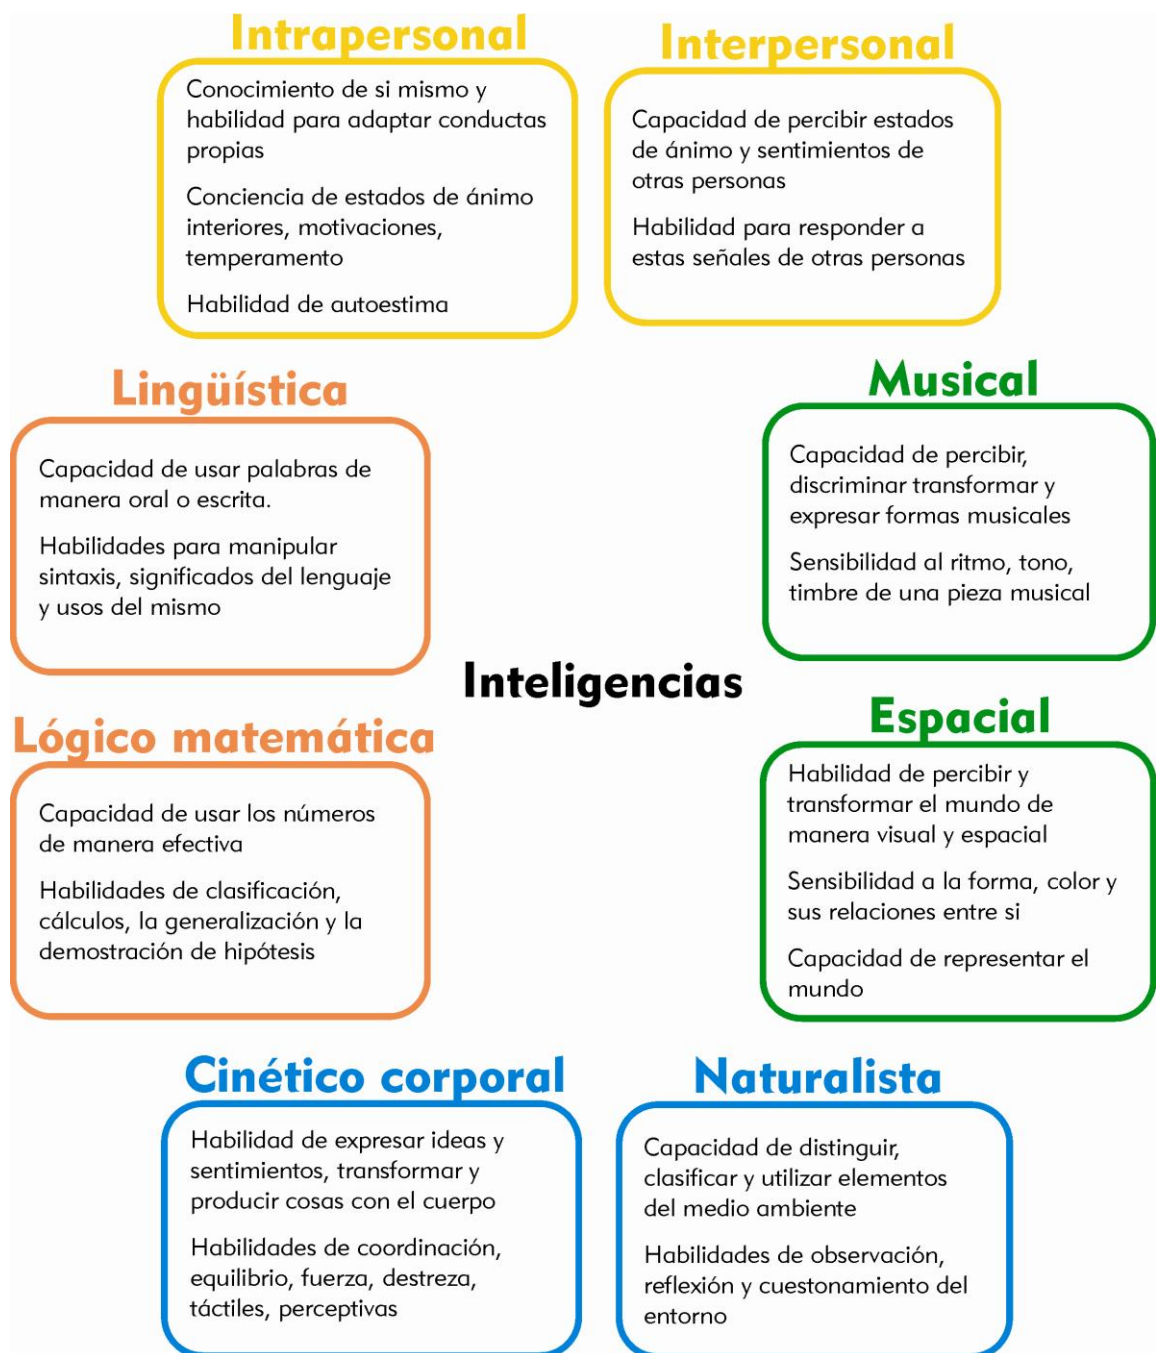 Intrapersonal
Conocimiento de si mismo y
habilidad para adaptar conductas
propias
Conciencia de estados de ánimo
interiores, motivaciones,
temperamento
Habilidad de autoestima
Interpersonal
Capacidad de percibir estados
de ánimo y sentimientos de
otras personas
Habilidad para responder a
estas señales de otras personas
Lingüística
Capacidad de usar palabras de
manera oral o escrita.
Habilidades para manipular
sintaxis, significados del lenguaje
y usos del mismo
Musical
Capacidad de percibir,
discriminar transformar y
expresar formas musicales
Sensibilidad al ritmo, tono,
timbre de una pieza musical
Inteligencias
Lógico matemática
Capacidad de usar los números
de manera efectiva
Habilidades de clasificación,
cálculos, la generalización y la
demostración de hipótesis
Espacial
Habilidad de percibir y
transformar el mundo de
manera visual y espacial
Sensibilidad a la forma, color y
sus relaciones entre si
Capacidad de representar el
mundo
Cinético corporal
Habilidad de expresar ideas y
sentimientos, transformar y
producir cosas con el cuerpo
Habilidades de coordinación,
equilibrio, fuerza, destreza,
táctiles, perceptivas
Naturalista
Capacidad de distinguir,
clasificar y utilizar elementos
del medio ambiente
Habilidades de observación,
reflexión y cuestonamiento del
entorno